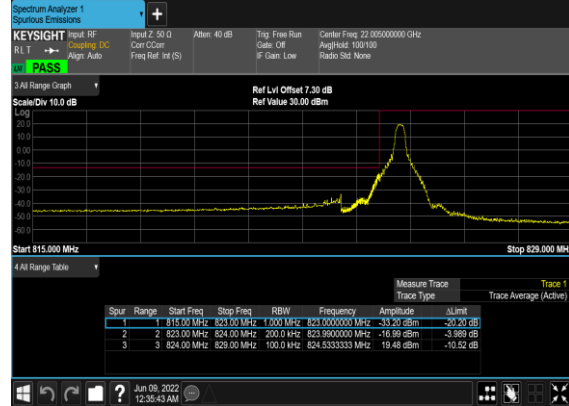 Spectrum Analyzer 1
Spurious Emissions
KEYSIGHT Input: RF Input Z: 50 Ω Atten: 40 dB Trig: Free Run Center Freq: 22.005000000 GHz
RLT Coupling: DC Corr CCorr Gate: Off Avg|Hold: 100/100
Align: Auto Freq Ref: Int (S) IF Gain: Low Radio Std: None
PASS
3 All Range Graph
Ref Lvl Offset 7.30 dB
Scale/Div 10.0 dB Ref Value 30.00 dBm
Log
20.0
10.0
0.00
-10.0
-20.0
-30.0
-40.0
-50.0
-60.0
Start 815.000 MHz Stop 829.000 MH
4 All Range Table
Measure Trace Trace 1
Trace Type Trace Average (Active)
Spur Range Start Freq Stop Freq RBW Frequency Amplitude ΔLimit
1 1 815.00 MHz 823.00 MHz 1.000 MHz 823.0000000 MHz -33.20 dBm -20.20 dB
2 2 823.00 MHz 824.00 MHz 200.0 kHz 823.9900000 MHz -16.99 dBm -3.989 dB
3 3 824.00 MHz 829.00 MHz 100.0 kHz 824.5333333 MHz 19.48 dBm -10.52 dB
Jun 09, 2022
12:35:43 AM